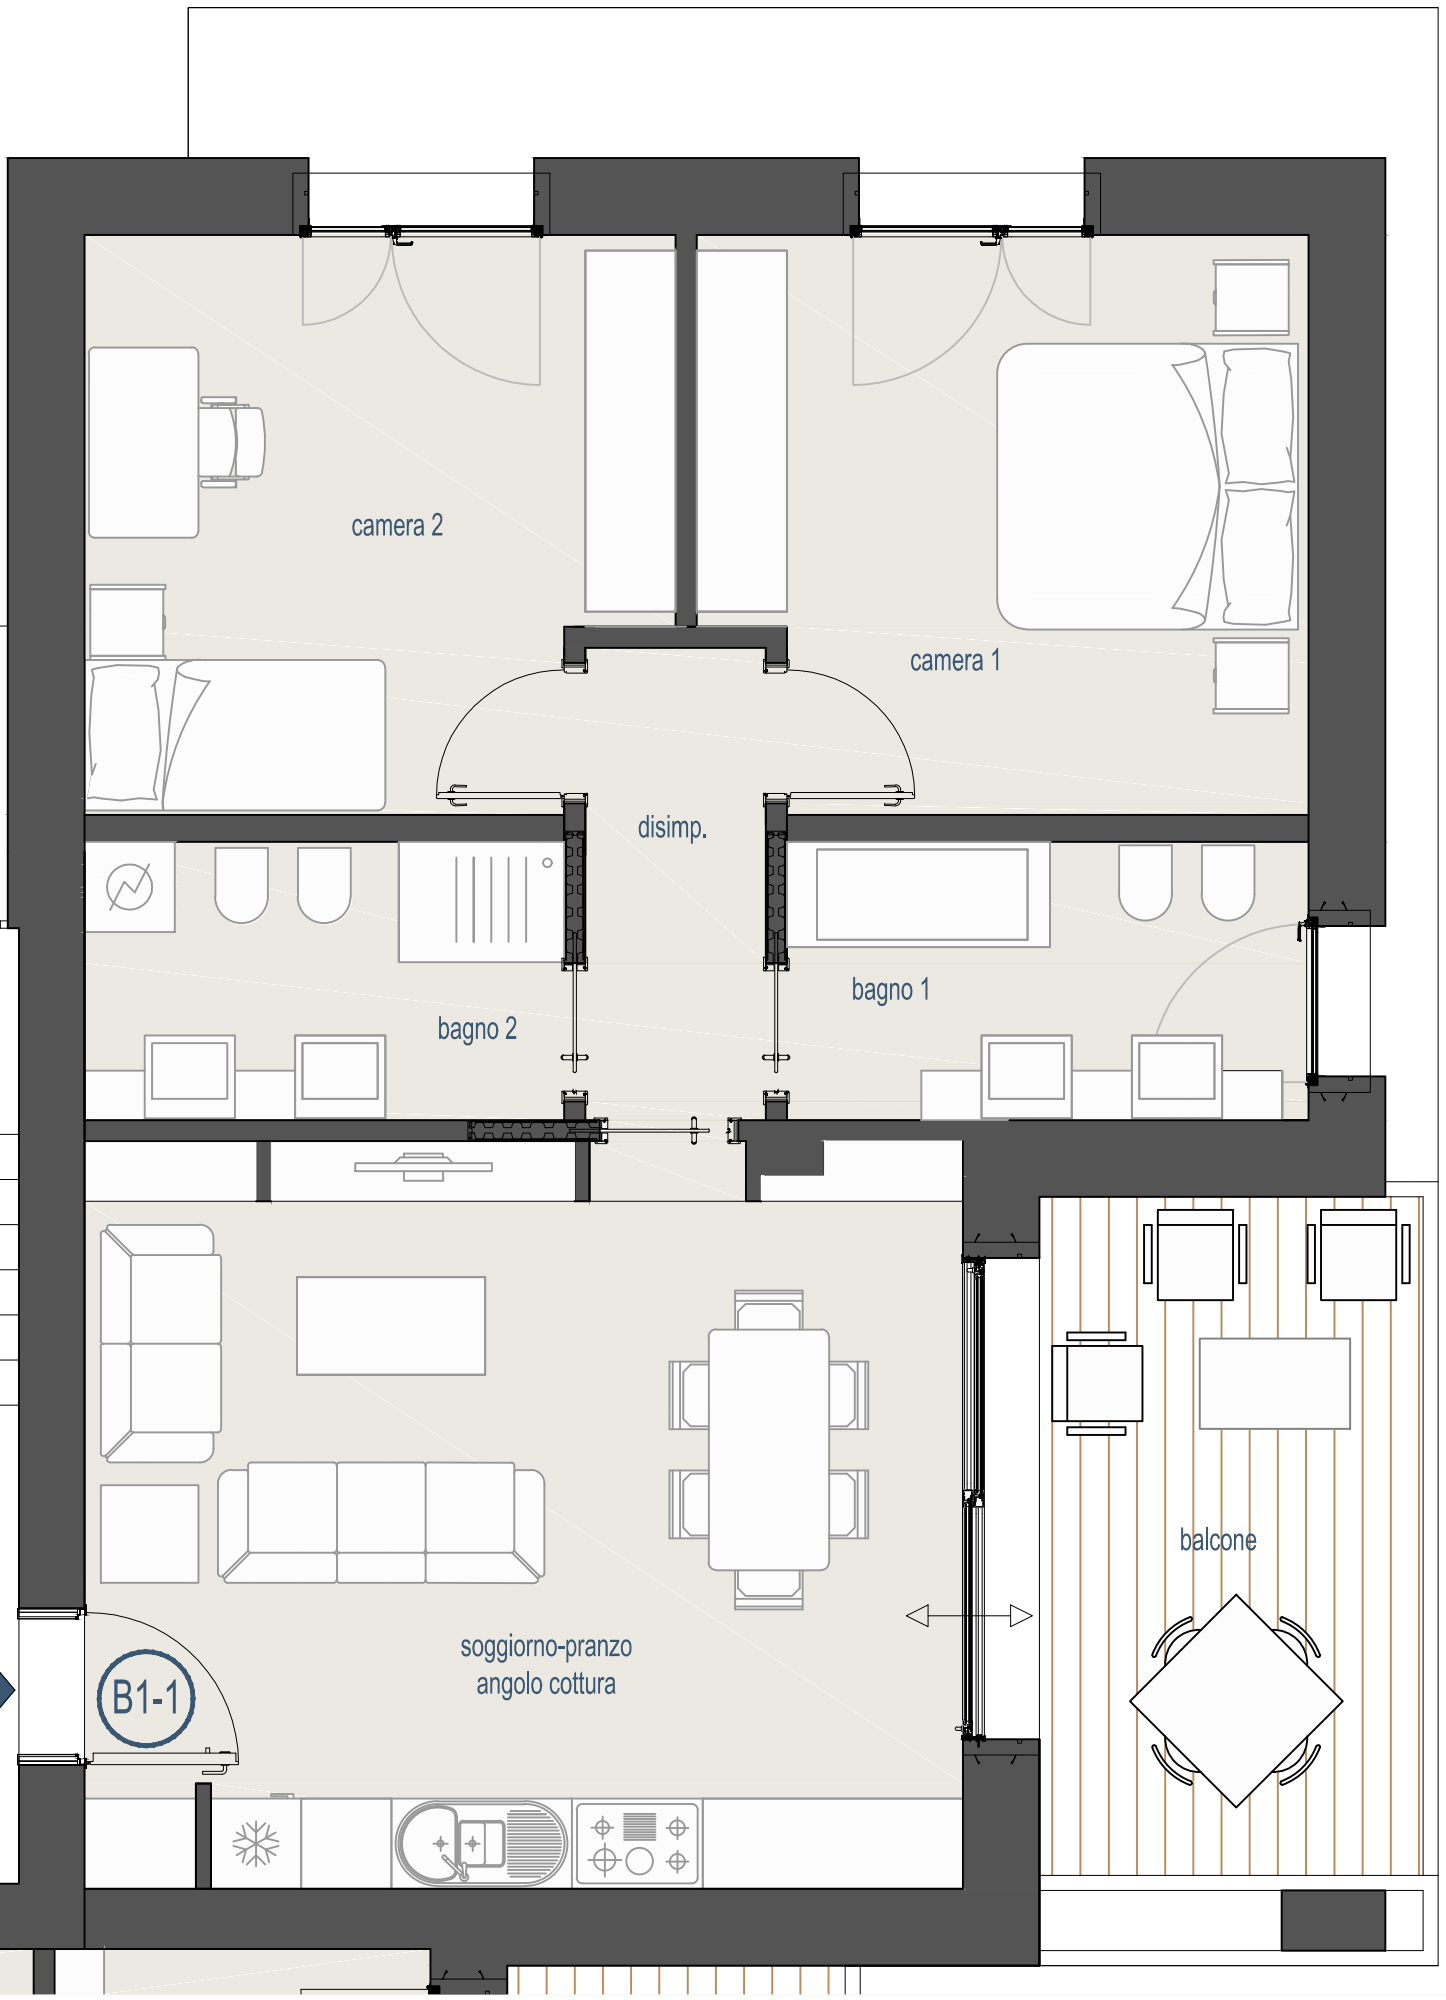 camera 2
camera 1
disimp.
bagno 1
bagno 2
balcone
soggiorno-pranzo
angolo cottura
B1-1